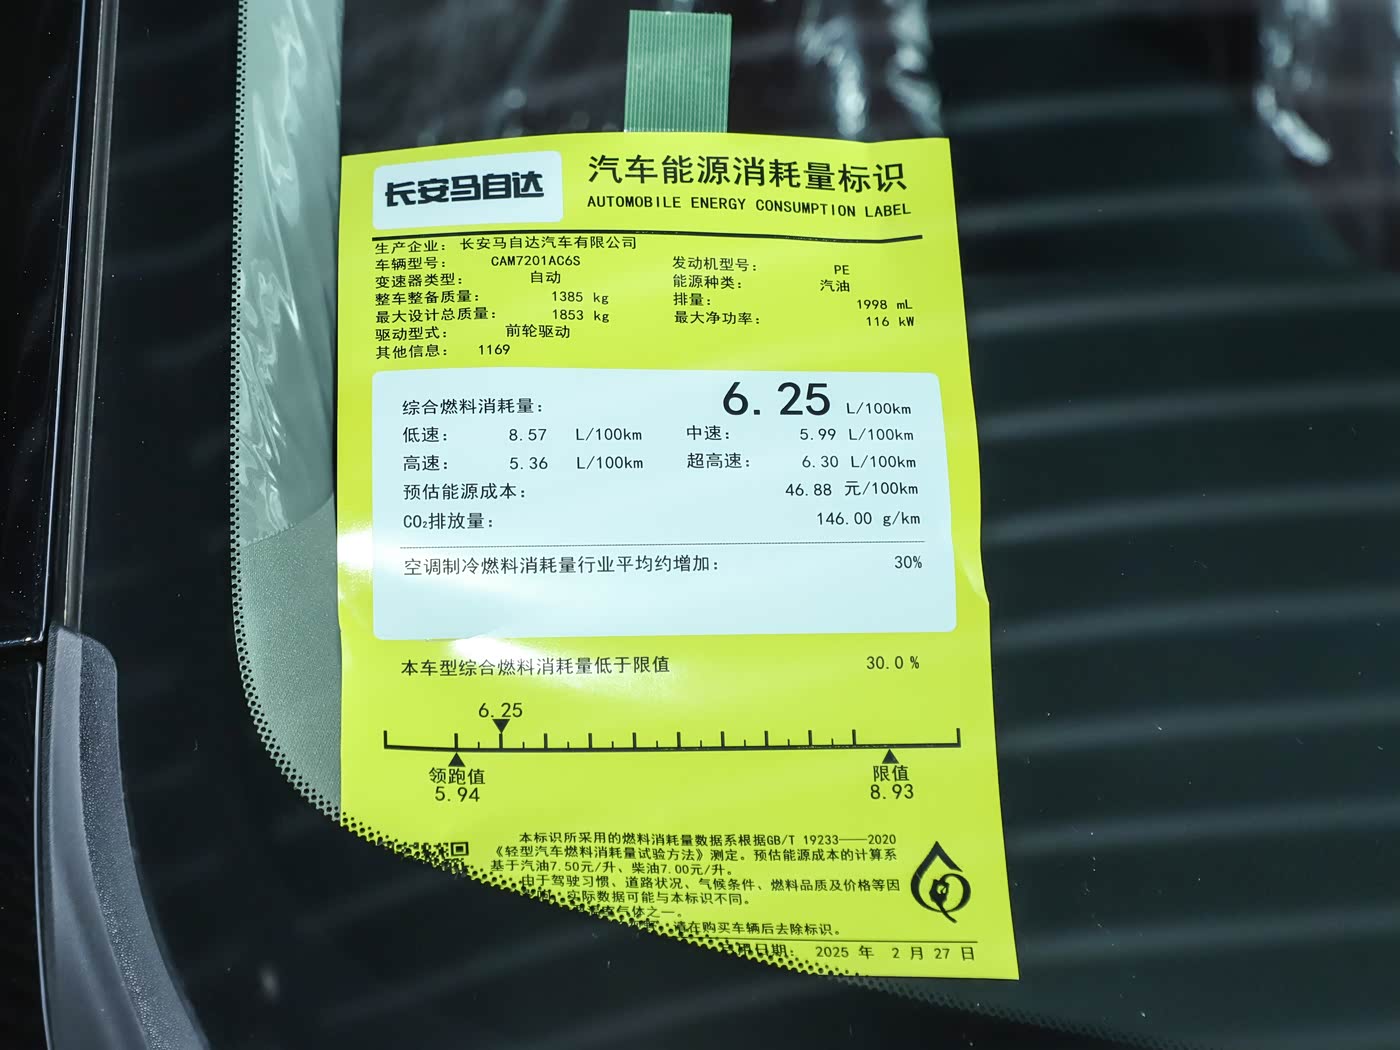 长安马自达
汽车能源消耗量标识
AUTOMOBILE ENERGY CONSUMPTION LABEL
生产企业: 长安马自达汽车有限公司
车辆型号: CAM7201AC6S 发动机型号: PE
变速器类型: 自动 能源种类: 汽油
整车整备质量: 1385 kg 排量: 1998 mL
最大设计总质量: 1853 kg 最大净功率: 116 kW
驱动型式: 前轮驱动
其他信息: 1169
综合燃料消耗量: 6.25 L/100km
低速: 8.57 L/100km 中速: 5.99 L/100km
高速: 5.36 L/100km 超高速: 6.30 L/100km
预估能源成本: 46.88 元/100km
CO₂排放量: 146.00 g/km
空调制冷燃料消耗量行业平均约增加: 30%
本车型综合燃料消耗量低于限值 30.0 %
6.25
领跑值 限值
5.94 8.93
本标识所采用的燃料消耗量数据系根据GB/T 19233——2020
《轻型汽车燃料消耗量试验方法》测定。预估能源成本的计算系
基于汽油7.50元/升、柴油7.00元/升。
由于驾驶习惯、道路状况、气候条件、燃料品质及价格等因
实际数据可能与本标识不同。
气体之一。
请在购买车辆后去除标识。
日期: 2025 年 2 月 27 日